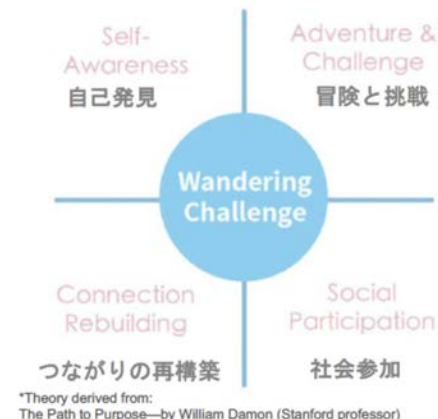 Self-
Awareness
自己発見
Adventure &
Challenge
冒険と挑戦
Wandering
Challenge
Connection
Rebuilding
つながりの再構築
Social
Participation
社会参加
*Theory derived from:
The Path to Purpose—by William Damon (Stanford professor)